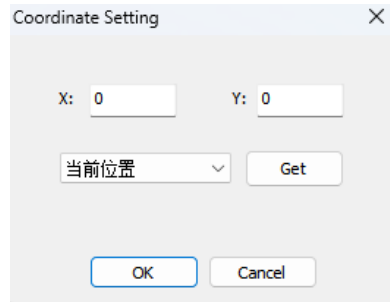 Coordinate Setting
X: 0 Y: 0
当前位置 Get
OK Cancel